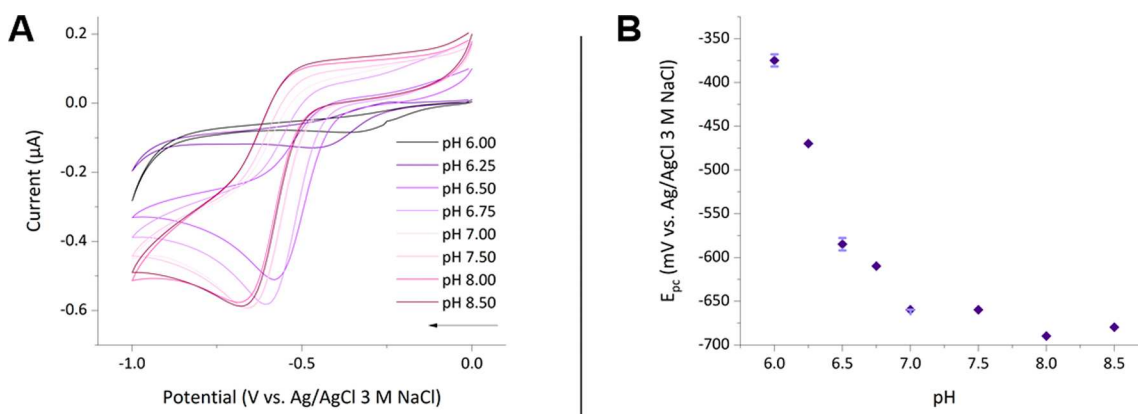 A
0.2
0.0
-0.2
-0.4
-0.6
Current (µA)
-1.0
-0.5
0.0
Potential (V vs. Ag/AgCl 3 M NaCl)
pH 6.00
pH 6.25
pH 6.50
pH 6.75
pH 7.00
pH 7.50
pH 8.00
pH 8.50
B
-350
-400
-450
-500
-550
-600
-650
-700
Epc (mV vs. Ag/AgCl 3 M NaCl)
6.0
6.5
7.0
7.5
8.0
8.5
pH